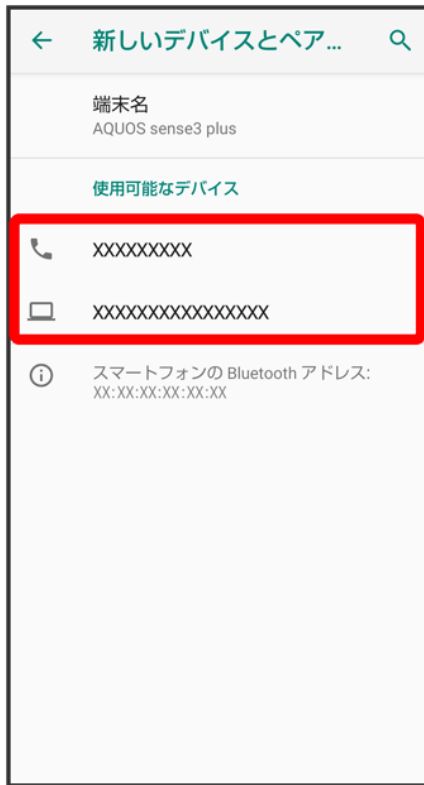 新しいデバイスとペア...
端末名
AQUOS sense3 plus
使用可能なデバイス
XXXXXXXXX
XXXXXXXXXXXXXXXX
スマートフォンの Bluetooth アドレス:
XX:XX:XX:XX:XX:XX